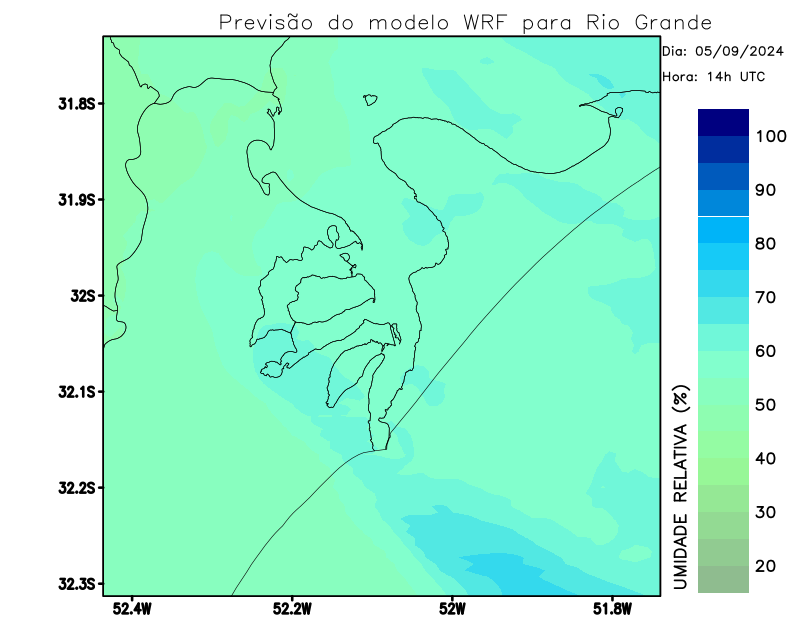 Previsão do modelo WRF para Rio Grande
Dia: 05/09/2024
Hora: 14h UTC
31.8S
31.9S
32S
32.1S
32.2S
32.3S
52.4W
52.2W
52W
51.8W
100
90
80
70
60
50
40
30
20
UMIDADE RELATIVA (%)